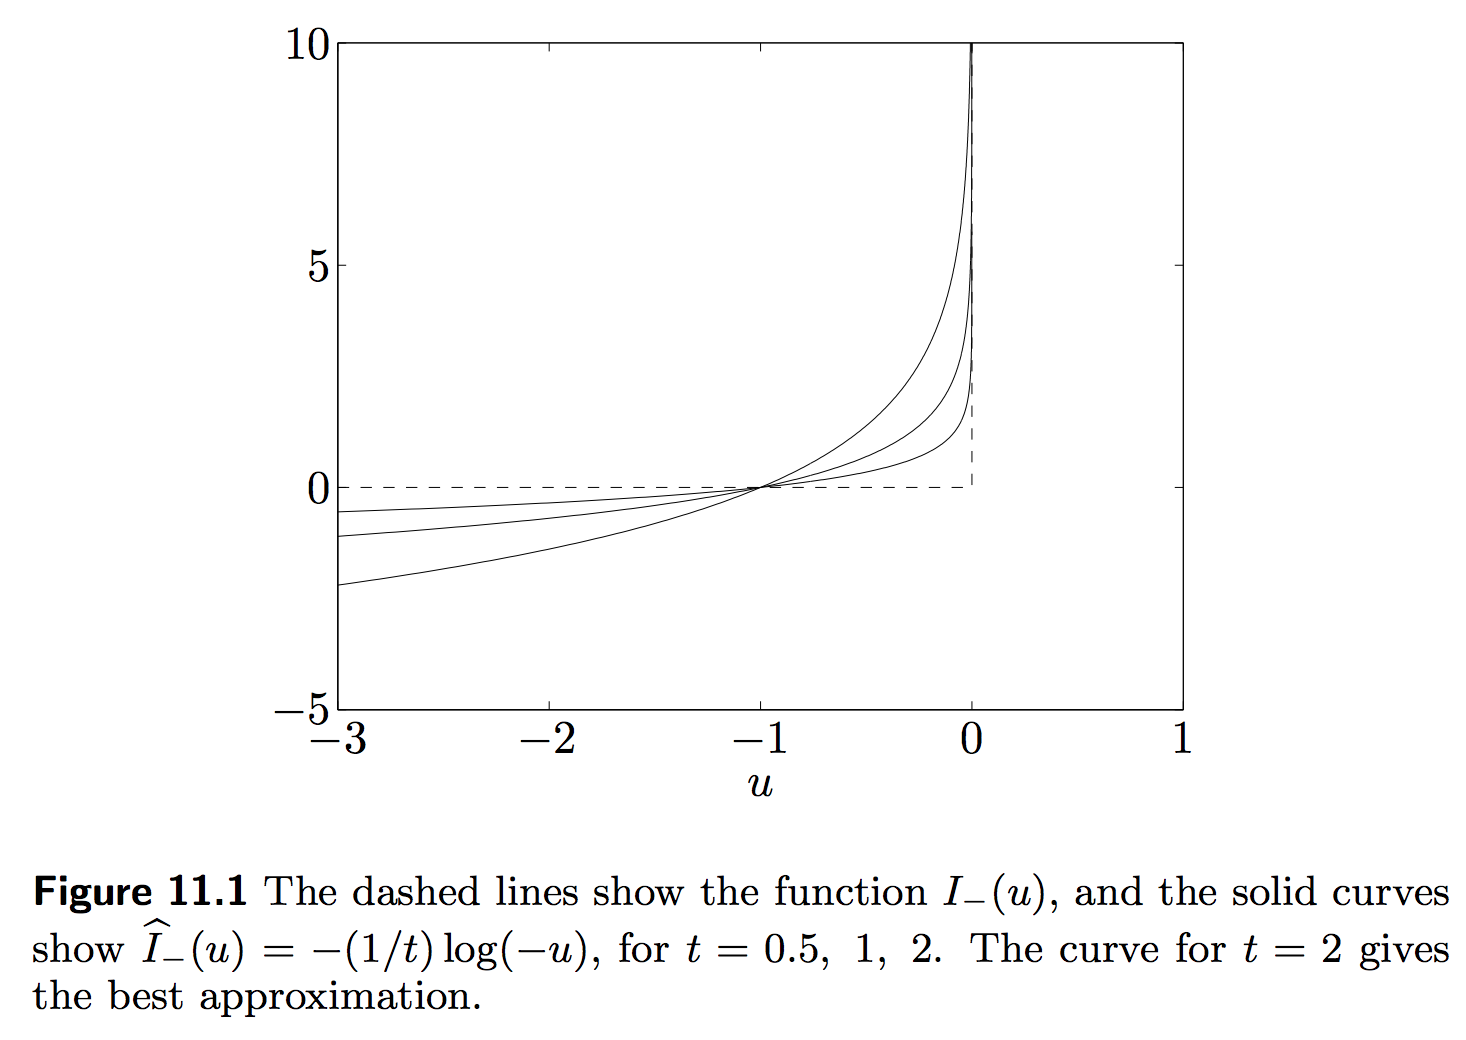 10
5
0
−5
−3 −2 −1 0 1
u
Figure 11.1 The dashed lines show the function I₋(u), and the solid curves
show Î₋(u) = −(1/t) log(−u), for t = 0.5, 1, 2. The curve for t = 2 gives
the best approximation.